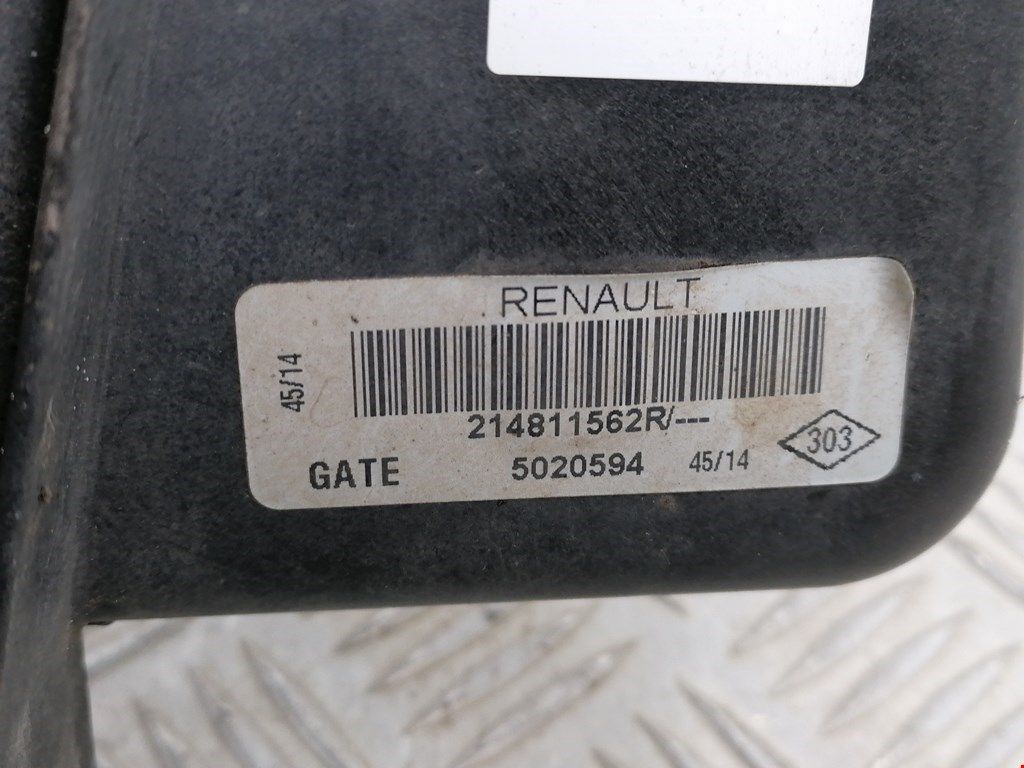 RENAULT
45/14
214811562R/---
303
GATE 5020594 45/14